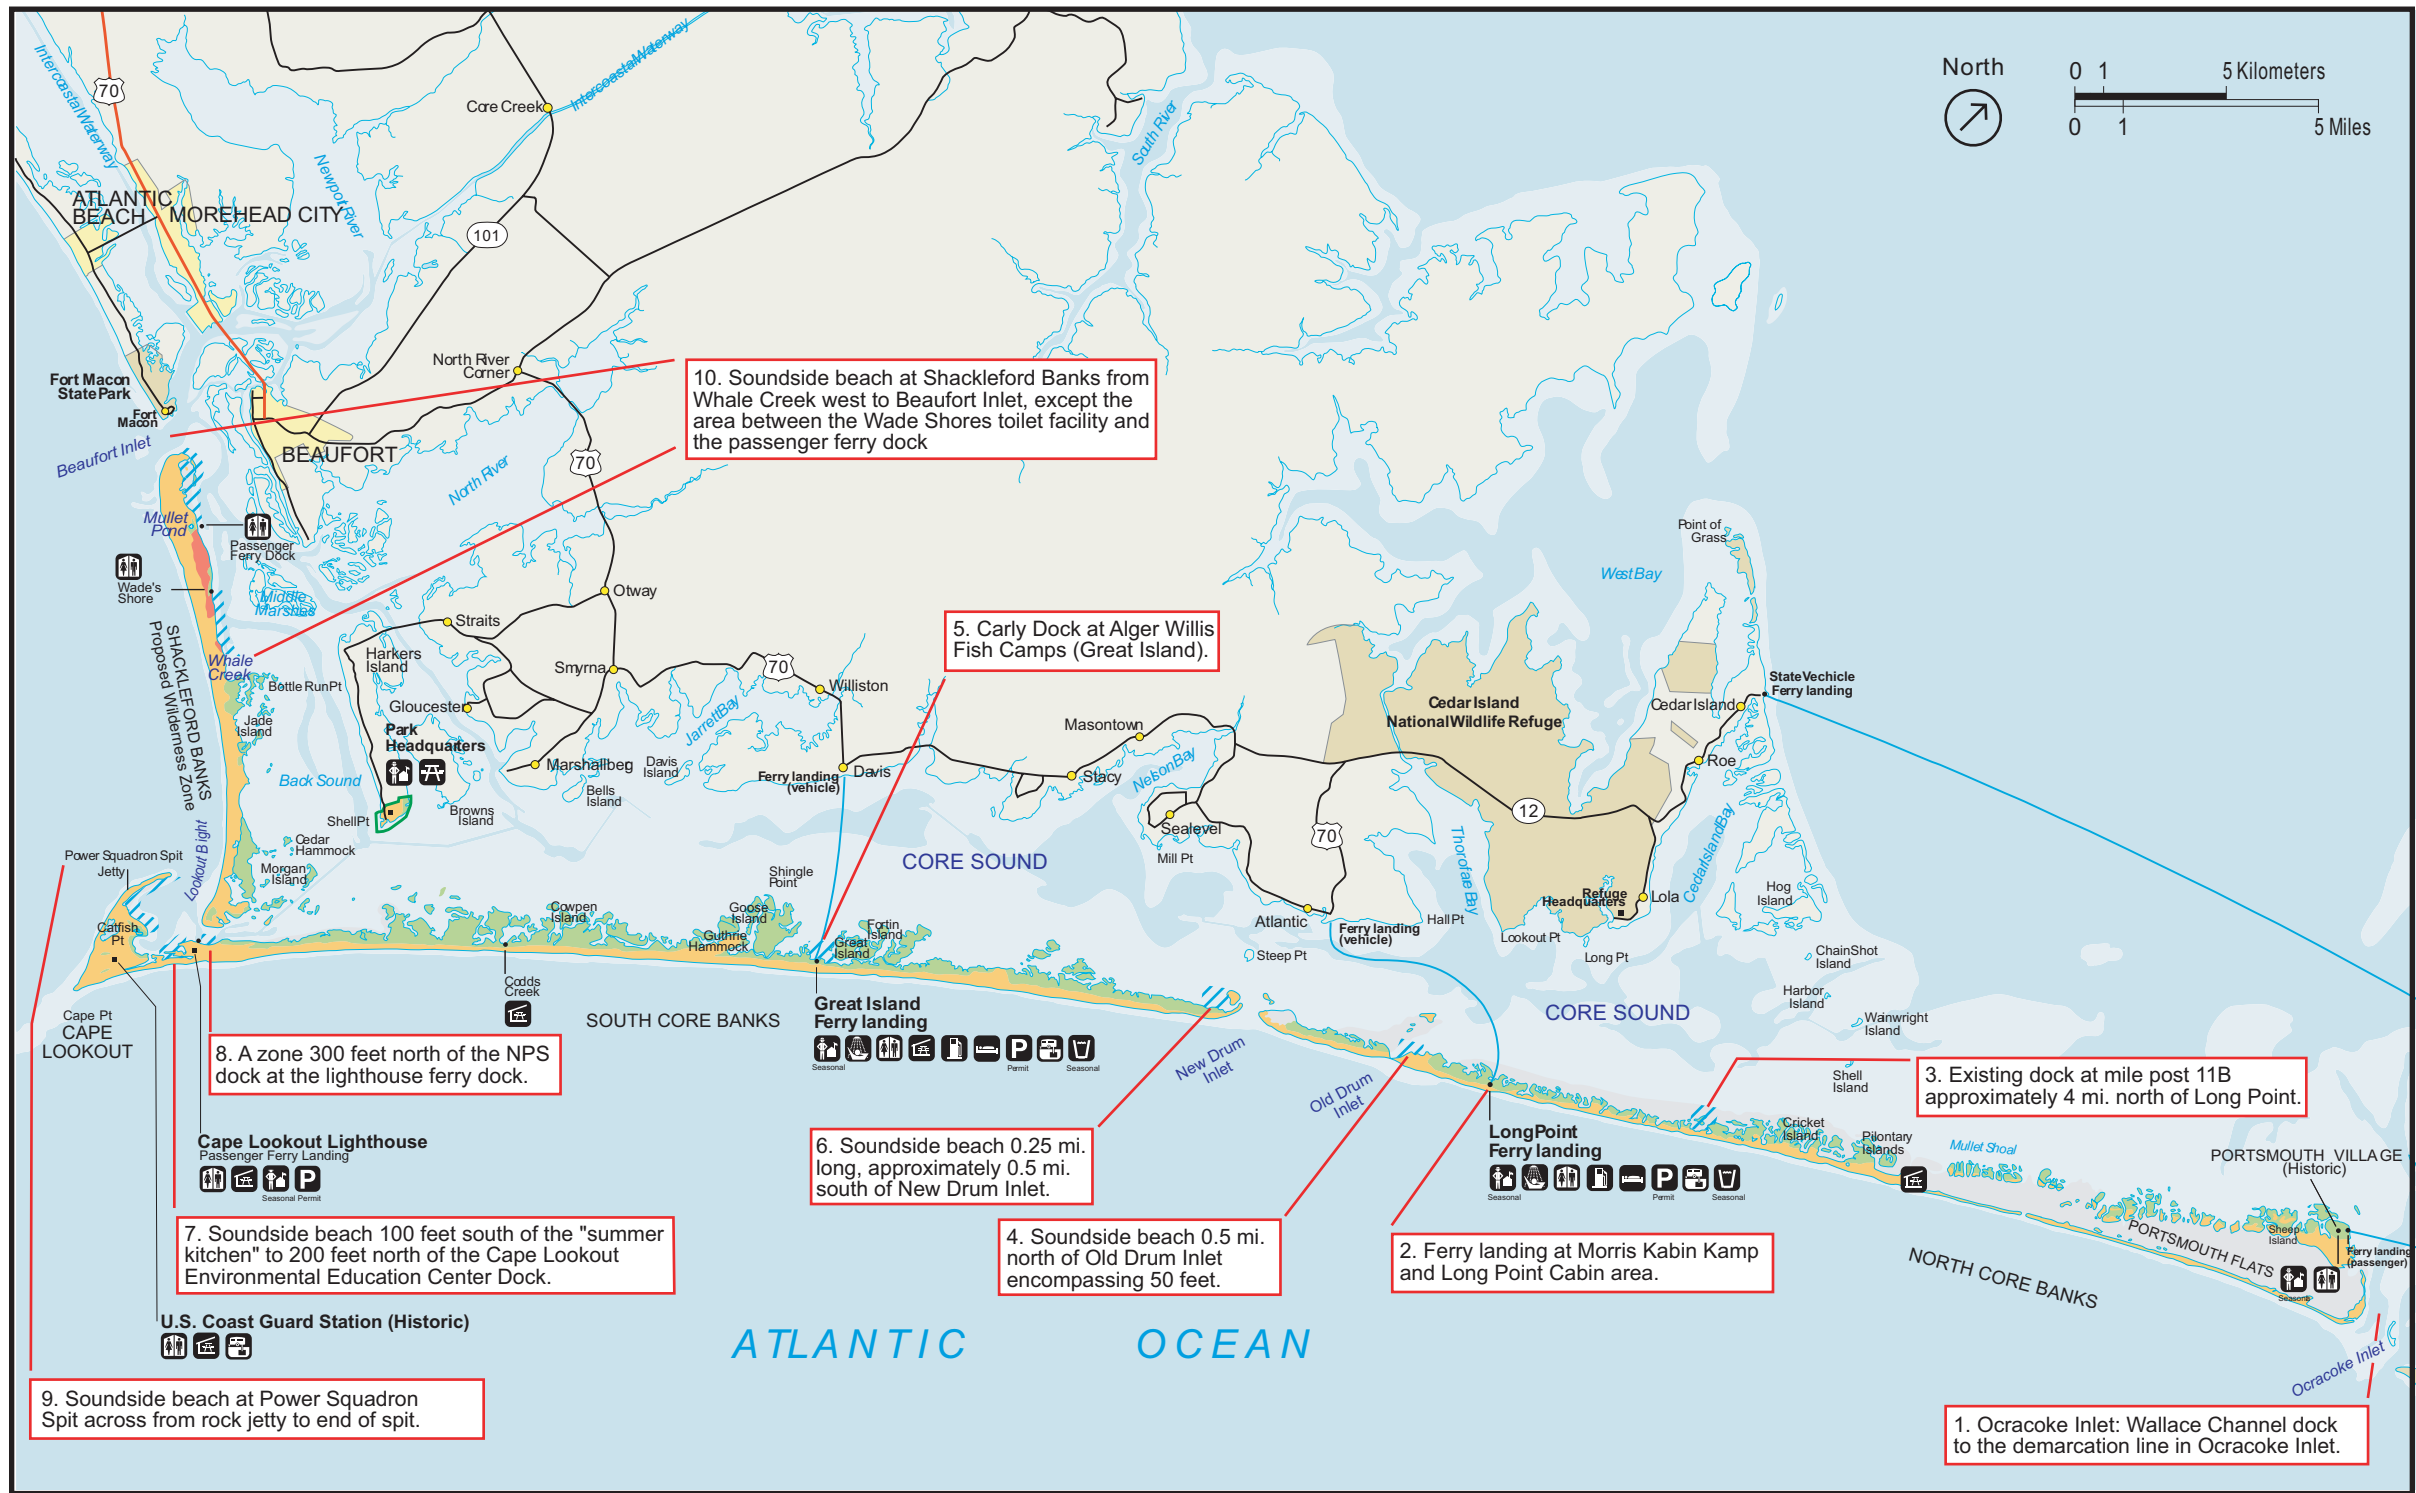 Intercoastal Waterway
70
Core Creek
Intercoastal Waterway
South River
North
0 1 5 Kilometers
0 1 5 Miles
Newport River
ATLANTIC
BEACH
MOREHEAD CITY
101
North River
Corner
Fort Macon
State Park
Fort
Macon
Beaufort Inlet
BEAUFORT
North River
70
10. Soundside beach at Shackleford Banks from
Whale Creek west to Beaufort Inlet, except the
area between the Wade Shores toilet facility and
the passenger ferry dock
Mullet
Pond
Passenger
Ferry Dock
Wade's
Shore
Middle
Marshes
SHACKLEFORD BANKS
Proposed Wilderness Zone
Whale
Creek
Bottle Run Pt
Jade
Island
Back Sound
Otway
Straits
Harkers
Island
Smyrna
Gloucester
Park
Headquarters
Marshallberg
Shell Pt
Browns
Island
Bells
Island
Davis
Island
Jarrett Bay
70
Williston
Ferry landing
(vehicle)
Davis
5. Carly Dock at Alger Willis
Fish Camps (Great Island).
Masontown
Stacy
Nelson Bay
Sealevel
Mill Pt
70
Atlantic
Ferry landing
(vehicle)
Hall Pt
Steep Pt
Thorofare Bay
12
Cedar Island
National Wildlife Refuge
West Bay
Point of
Grass
State Vechicle
Ferry landing
Cedar Island
Roe
Cedar Island Bay
Lola
Refuge
Headquarters
Lookout Pt
Long Pt
Hog
Island
Chain Shot
Island
Harbor
Island
Wainwright
Island
Shell
Island
CORE SOUND
CORE SOUND
Power Squadron Spit
Jetty
Lookout Bight
Cedar
Hammock
Morgan
Island
Catfish
Pt
Cape Pt
CAPE
LOOKOUT
Cowpen
Island
Codds
Creek
Shingle
Point
Goose
Island
Guthrie
Hammock
Great
Island
Fortin
Island
SOUTH CORE BANKS
Great Island
Ferry landing
Seasonal
P
Permit
Seasonal
8. A zone 300 feet north of the NPS
dock at the lighthouse ferry dock.
Cape Lookout Lighthouse
Passenger Ferry Landing
P
Seasonal Permit
7. Soundside beach 100 feet south of the "summer
kitchen" to 200 feet north of the Cape Lookout
Environmental Education Center Dock.
U.S. Coast Guard Station (Historic)
9. Soundside beach at Power Squadron
Spit across from rock jetty to end of spit.
New Drum
Inlet
Old Drum
Inlet
6. Soundside beach 0.25 mi.
long, approximately 0.5 mi.
south of New Drum Inlet.
4. Soundside beach 0.5 mi.
north of Old Drum Inlet
encompassing 50 feet.
Long Point
Ferry landing
Seasonal
P
Permit
Seasonal
2. Ferry landing at Morris Kabin Kamp
and Long Point Cabin area.
3. Existing dock at mile post 11B
approximately 4 mi. north of Long Point.
Cricket
Island
Pilontary
Islands
Mullet Shoal
PORTSMOUTH VILLAGE
(Historic)
Sheep
Island
PORTSMOUTH FLATS
Ferry landing
(passenger)
Seasonal
NORTH CORE BANKS
Ocracoke Inlet
1. Ocracoke Inlet: Wallace Channel dock
to the demarcation line in Ocracoke Inlet.
ATLANTIC OCEAN